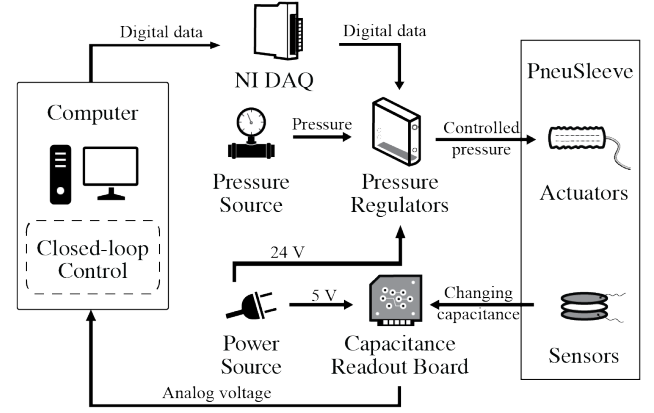 Digital data
Digital data
NI DAQ
PneuSleeve
Computer
Pressure
Controlled
pressure
Pressure
Source
Pressure
Regulators
Actuators
Closed-loop
Control
24 V
5 V
Changing
capacitance
Power
Source
Capacitance
Readout Board
Sensors
Analog voltage